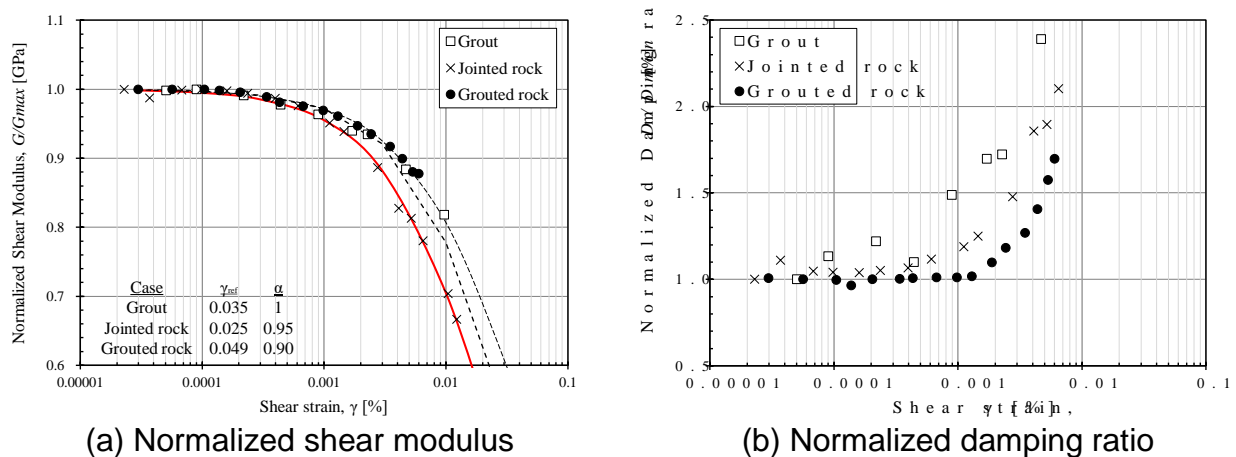 1.1
1.0
0.9
0.8
0.7
0.6
Normalized Shear Modulus, G/Gmax [GPa]
Grout
Jointed rock
Grouted rock
Case γref α
Grout 0.035 1
Jointed rock 0.025 0.95
Grouted rock 0.049 0.90
0.00001 0.0001 0.001 0.01 0.1
Shear strain, γ [%]
(a) Normalized shear modulus
2.5
2.0
1.5
1.0
0.5
Normalized
Grout
Jointed rock
Grouted rock
0.00001 0.0001 0.001 0.01 0.1
Shear
(b) Normalized damping ratio